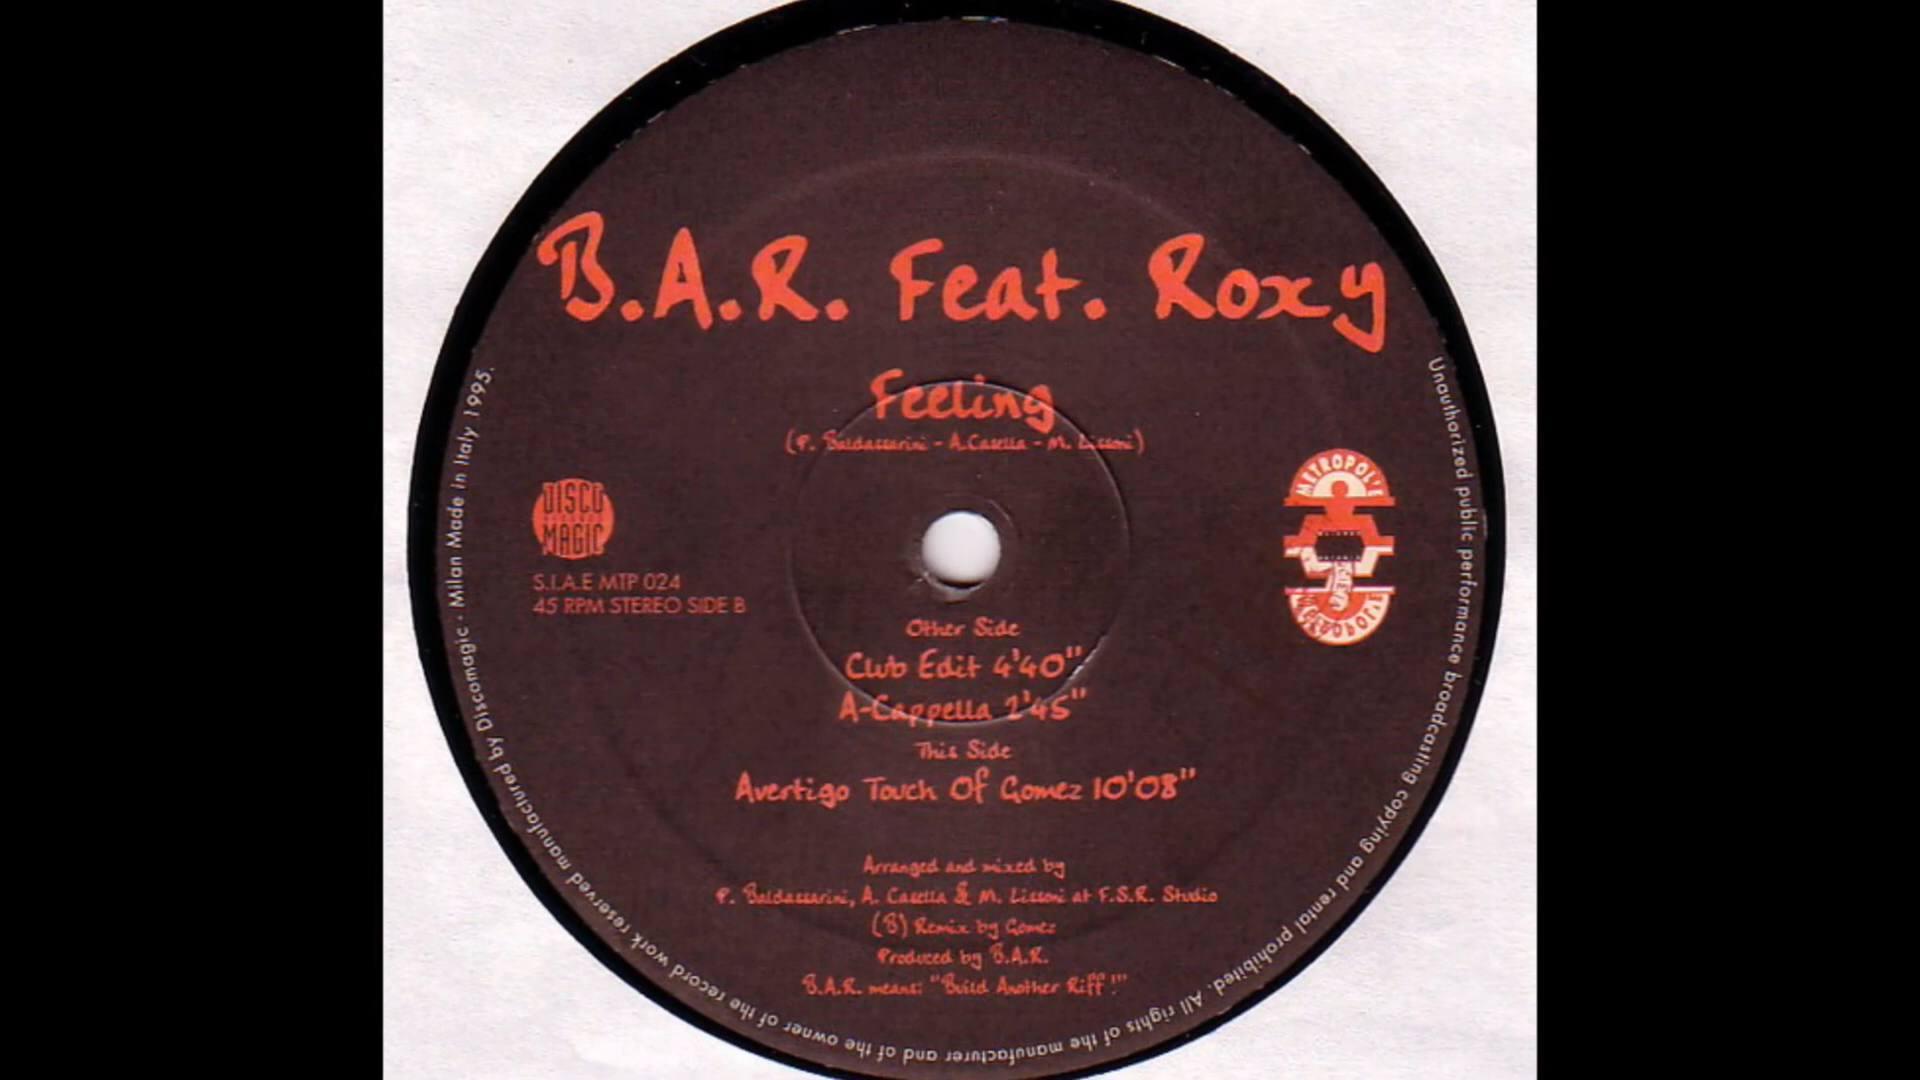 B.A.R. Feat. Roxy
Feeling
(P. Baldassarini - A.Casella - M. Lissoni)
DISCO
MAGIC
S.I.A.E MTP 024
45 RPM STEREO SIDE B
METROPOL'E
Other Side
Club Edit 4'40"
A-Cappella 2'45"
This Side
Avertigo Touch Of Gomez 10'08"
Arranged and mixed by
P. Baldassarini, A. Casella & M. Lissoni at F.S.R. Studio
(B) Remix by Gomez
Produced by B.A.R.
B.A.R. means: "Build Another Riff!"
Unauthorized public performance broadcasting copying and rental prohibited. All rights of the manufacturer and of the owner of the record work reserved manufactured by Discomagic - Milan Made in Italy 1995.